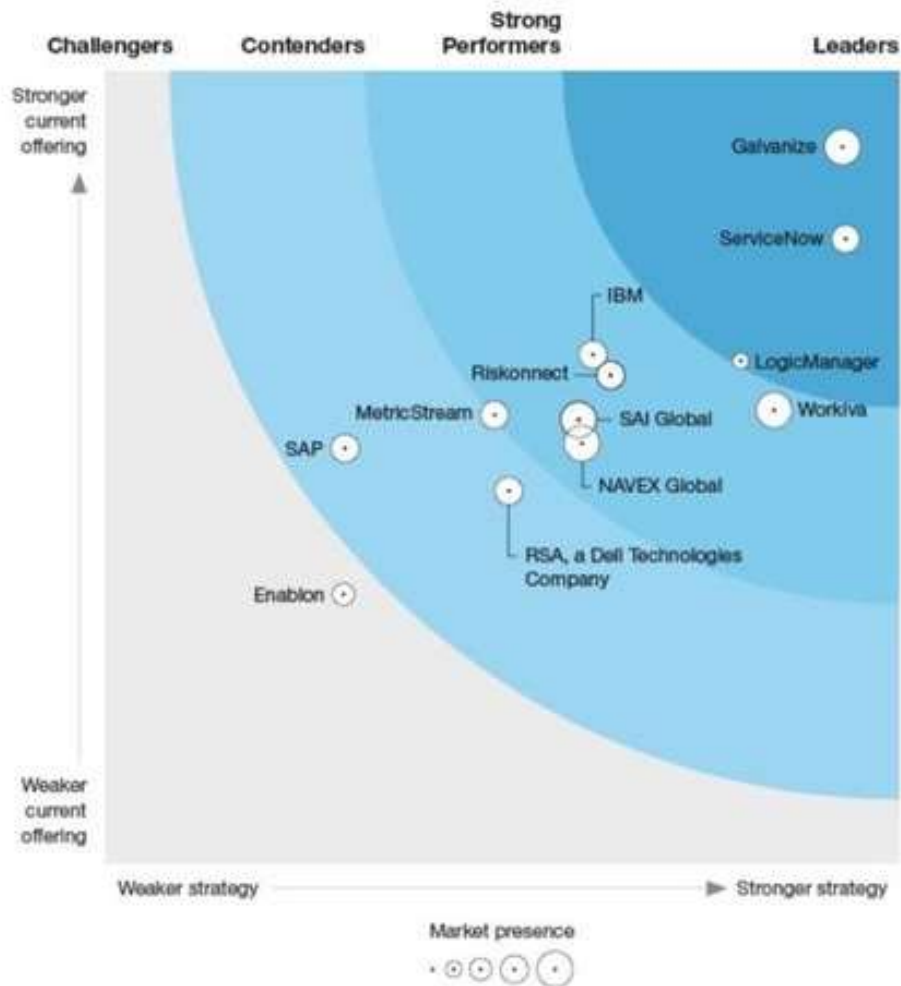 Challengers
Contenders
Strong
Performers
Leaders
Stronger
current
offering
Galvanize
ServiceNow
IBM
LogicManager
Riskonnect
MetricStream
SAI Global
Workiva
SAP
NAVEX Global
RSA, a Dell Technologies
Company
Enablon
Weaker
current
offering
Weaker strategy
Stronger strategy
Market presence